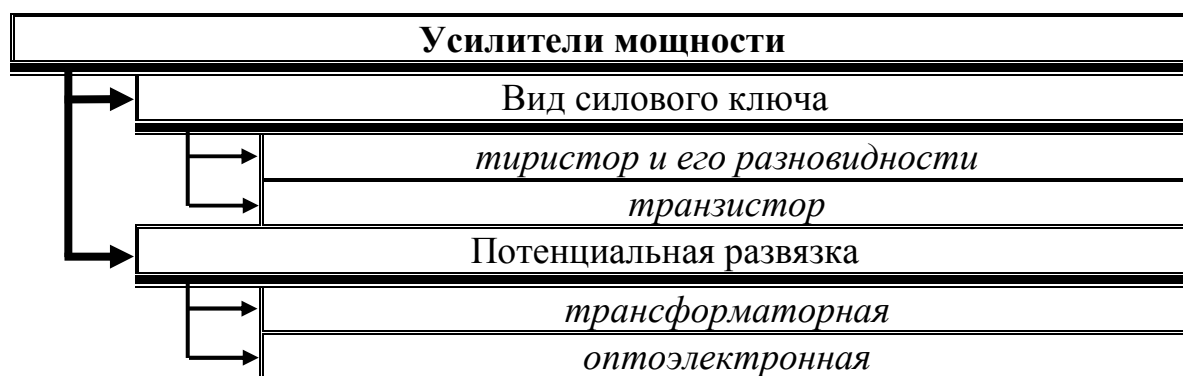 Усилители мощности
Вид силового ключа
тиристор и его разновидности
транзистор
Потенциальная развязка
трансформаторная
оптоэлектронная